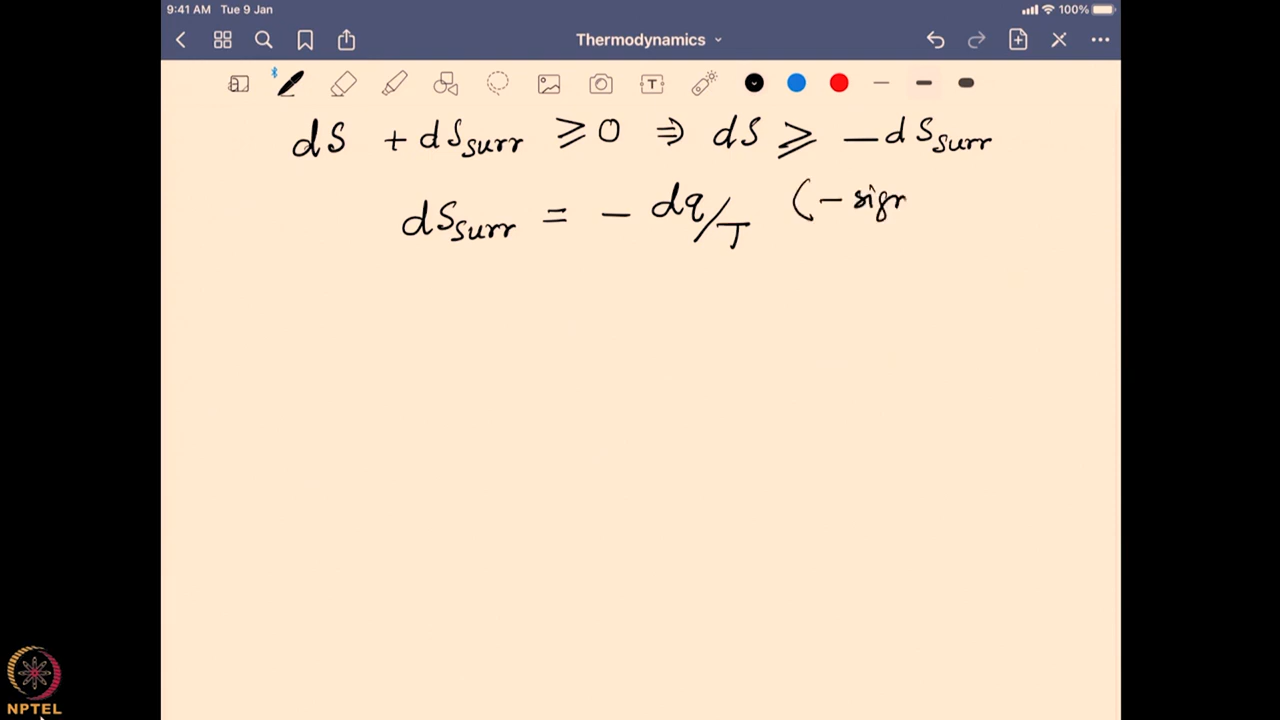 9:41 AM Tue 9 Jan
100%
Thermodynamics
T
dS + dS_surr ⩾ 0 ⇒ dS ⩾ − dS_surr
dS_surr = − dq/T (− sign
NPTEL